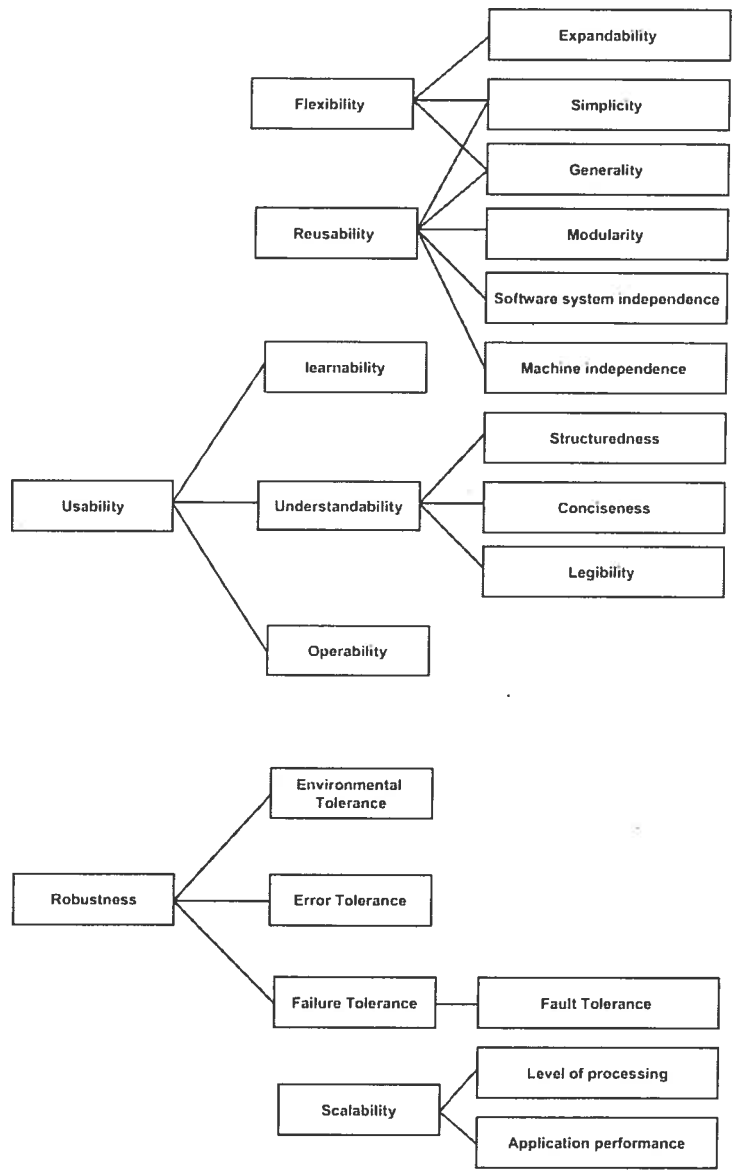 Expandability
Flexibility
Simplicity
Generality
Reusability
Modularity
Software system independence
learnability
Machine independence
Structuredness
Usability
Understandability
Conciseness
Legibility
Operability
Environmental
Tolerance
Robustness
Error Tolerance
Failure Tolerance
Fault Tolerance
Level of processing
Scalability
Application performance